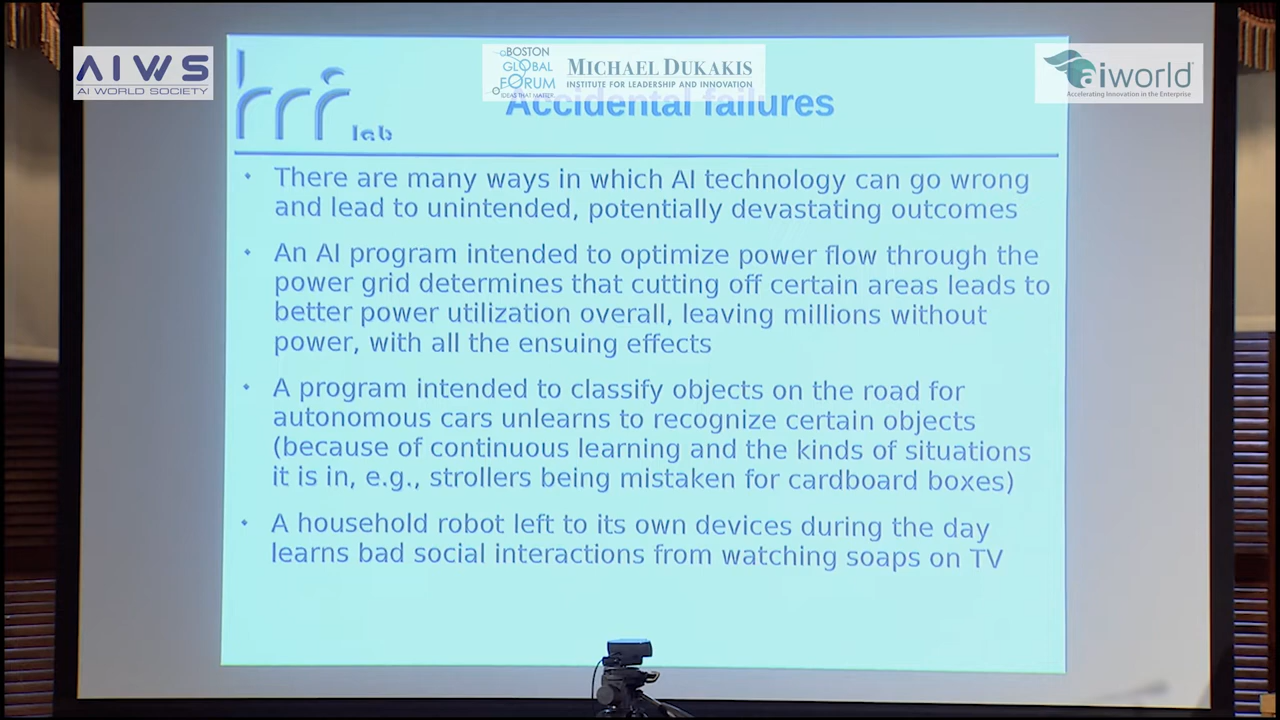 AIWS
AI WORLD SOCIETY
BOSTON
GLOBAL
FORUM
IDEAS THAT MATTER
MICHAEL DUKAKIS
INSTITUTE FOR LEADERSHIP AND INNOVATION
aiworld
Accelerating Innovation in the Enterprise
hri lab
Accidental failures
• There are many ways in which AI technology can go wrong
and lead to unintended, potentially devastating outcomes
• An AI program intended to optimize power flow through the
power grid determines that cutting off certain areas leads to
better power utilization overall, leaving millions without
power, with all the ensuing effects
• A program intended to classify objects on the road for
autonomous cars unlearns to recognize certain objects
(because of continuous learning and the kinds of situations
it is in, e.g., strollers being mistaken for cardboard boxes)
• A household robot left to its own devices during the day
learns bad social interactions from watching soaps on TV